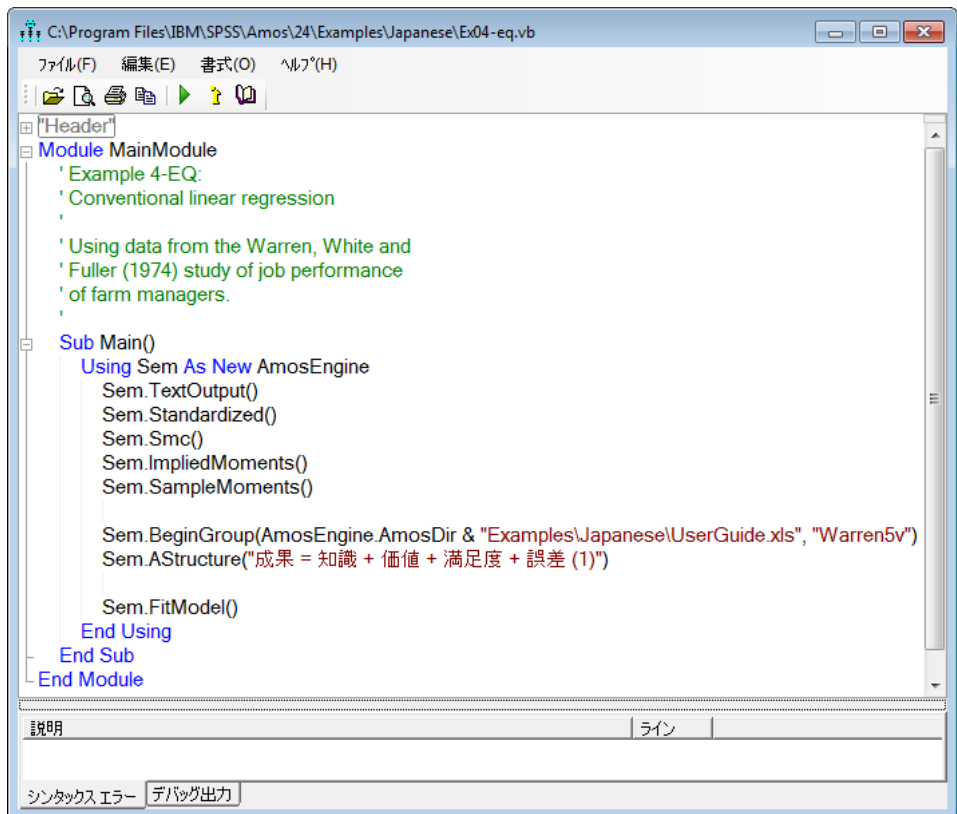 C:\Program Files\IBM\SPSS\Amos\24\Examples\Japanese\Ex04-eq.vb
ファイル(F) 編集(E) 書式(O) ヘルプ(H)
"Header"
Module MainModule
' Example 4-EQ:
' Conventional linear regression
'
' Using data from the Warren, White and
' Fuller (1974) study of job performance
' of farm managers.
'
Sub Main()
Using Sem As New AmosEngine
Sem.TextOutput()
Sem.Standardized()
Sem.Smc()
Sem.ImpliedMoments()
Sem.SampleMoments()
Sem.BeginGroup(AmosEngine.AmosDir & "Examples\Japanese\UserGuide.xls", "Warren5v")
Sem.AStructure("成果 = 知識 + 価値 + 満足度 + 誤差 (1)")
Sem.FitModel()
End Using
End Sub
End Module
説明 ライン
シンタックス エラー デバッグ出力